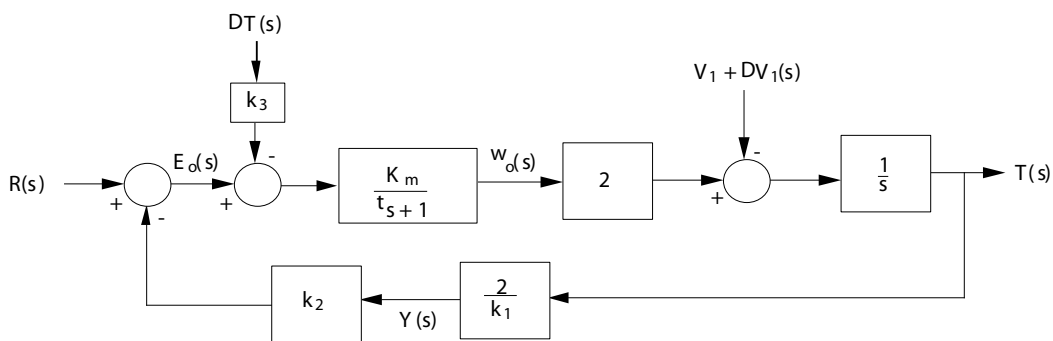 DT(s)
k3
V1 + DV1(s)
R(s)
+
-
Eo(s)
+
-
Km
ts + 1
wo(s)
2
+
-
1
s
T(s)
k2
Y(s)
2
k1